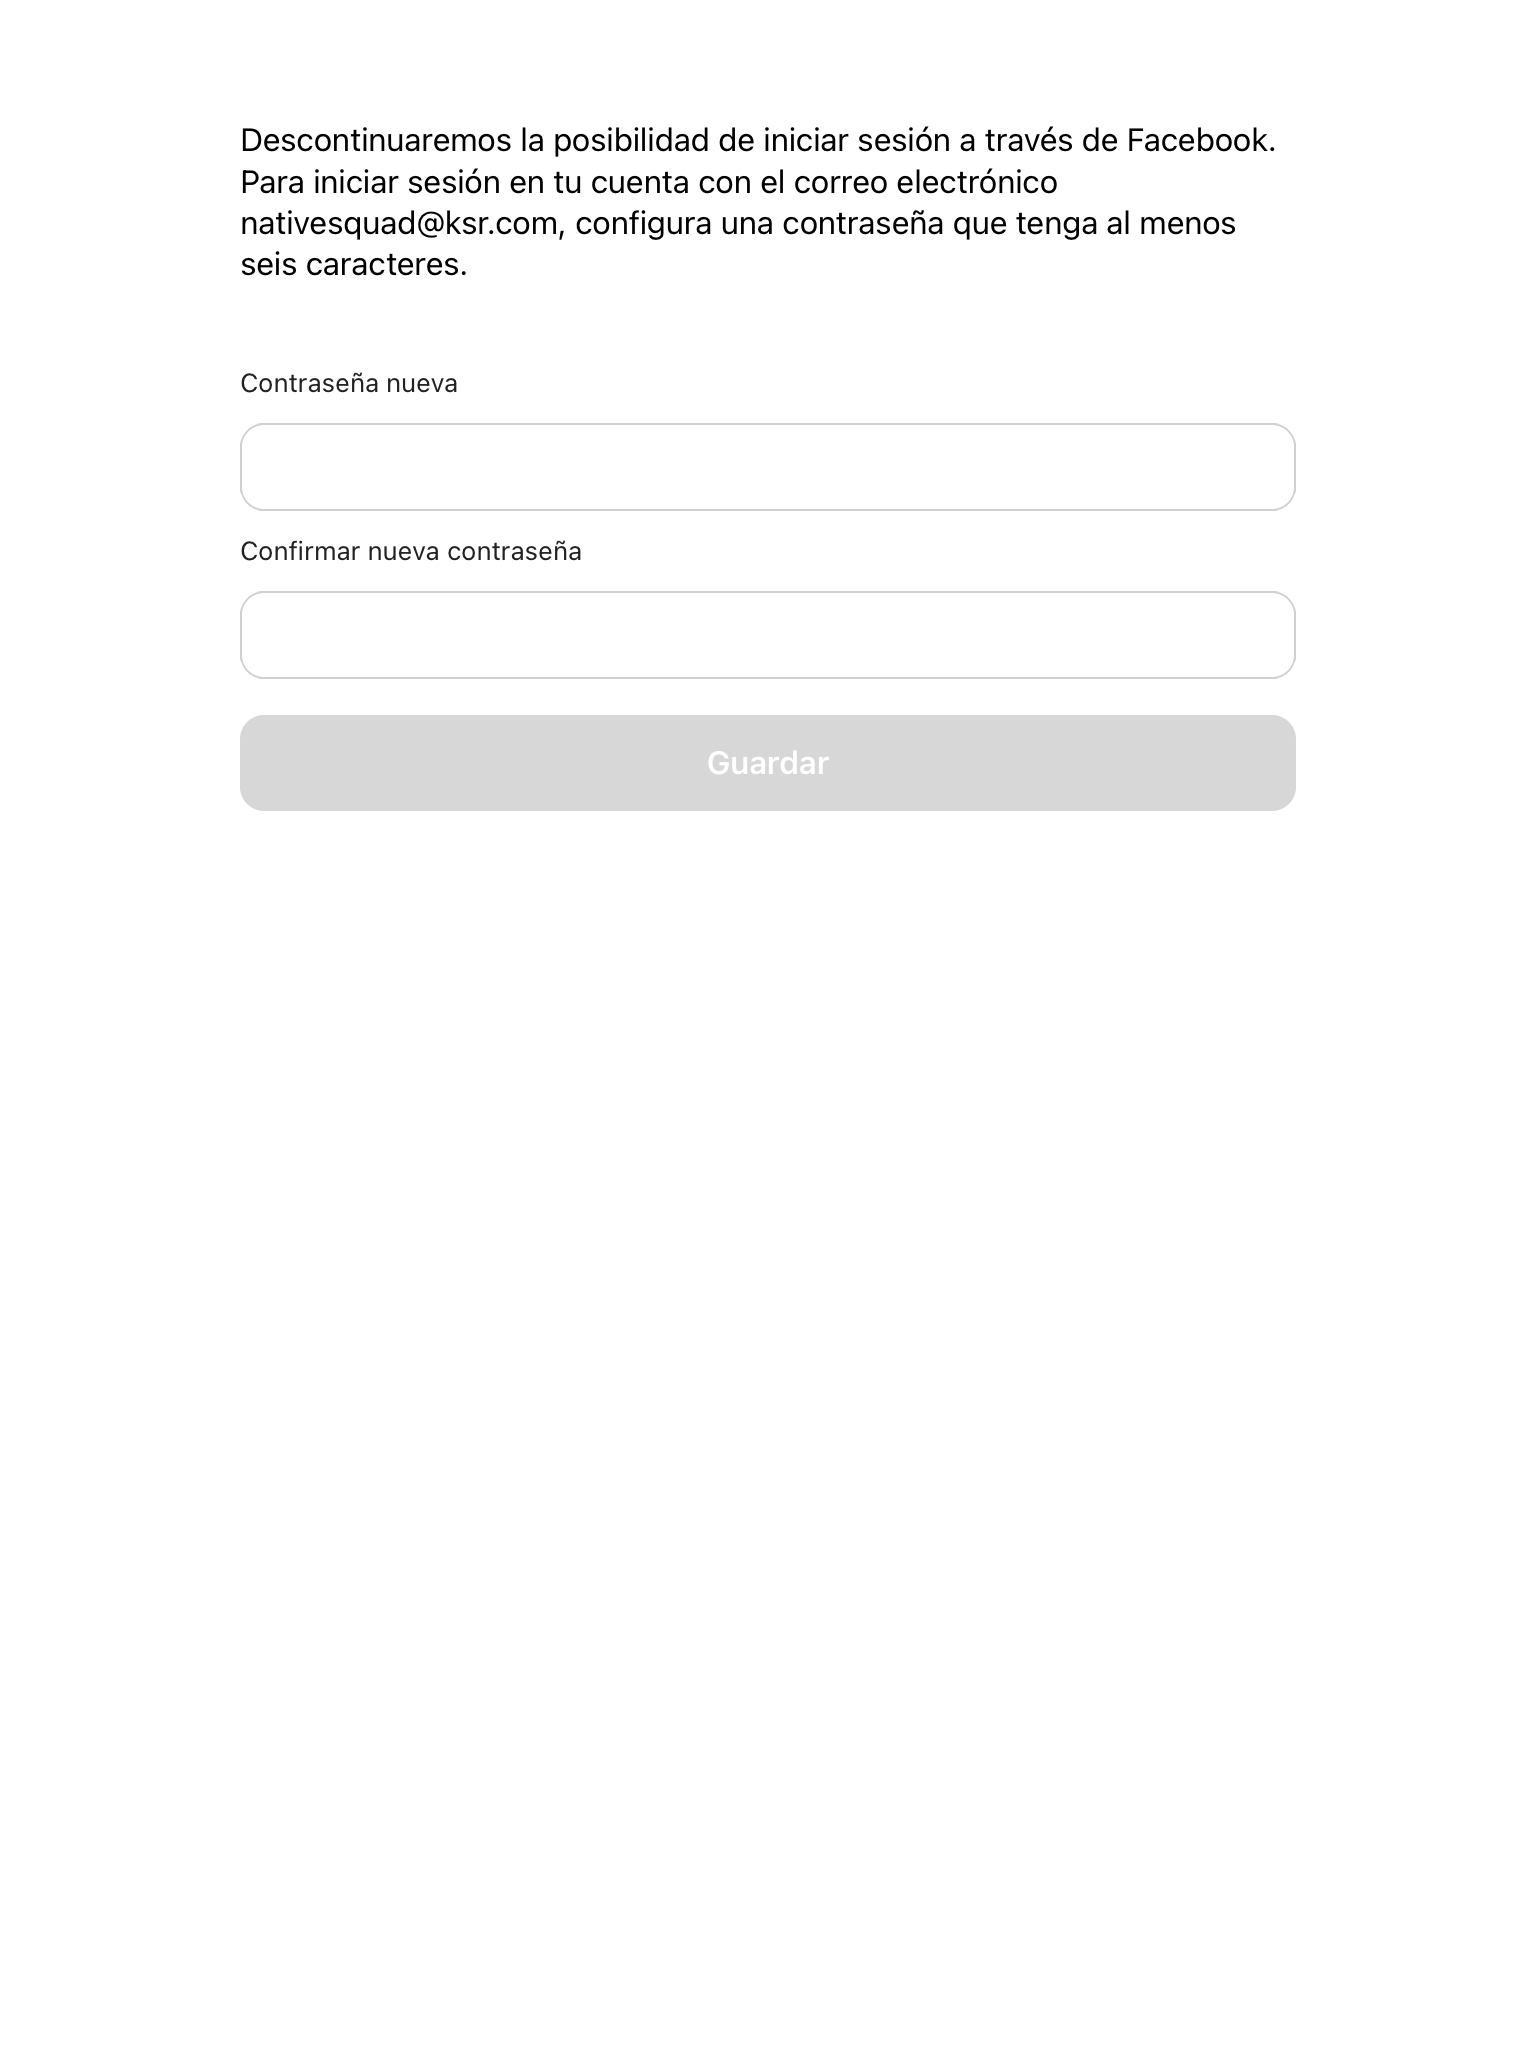 Descontinuaremos la posibilidad de iniciar sesión a través de Facebook.
Para iniciar sesión en tu cuenta con el correo electrónico
nativesquad@ksr.com, configura una contraseña que tenga al menos
seis caracteres.
Contraseña nueva
Confirmar nueva contraseña
Guardar